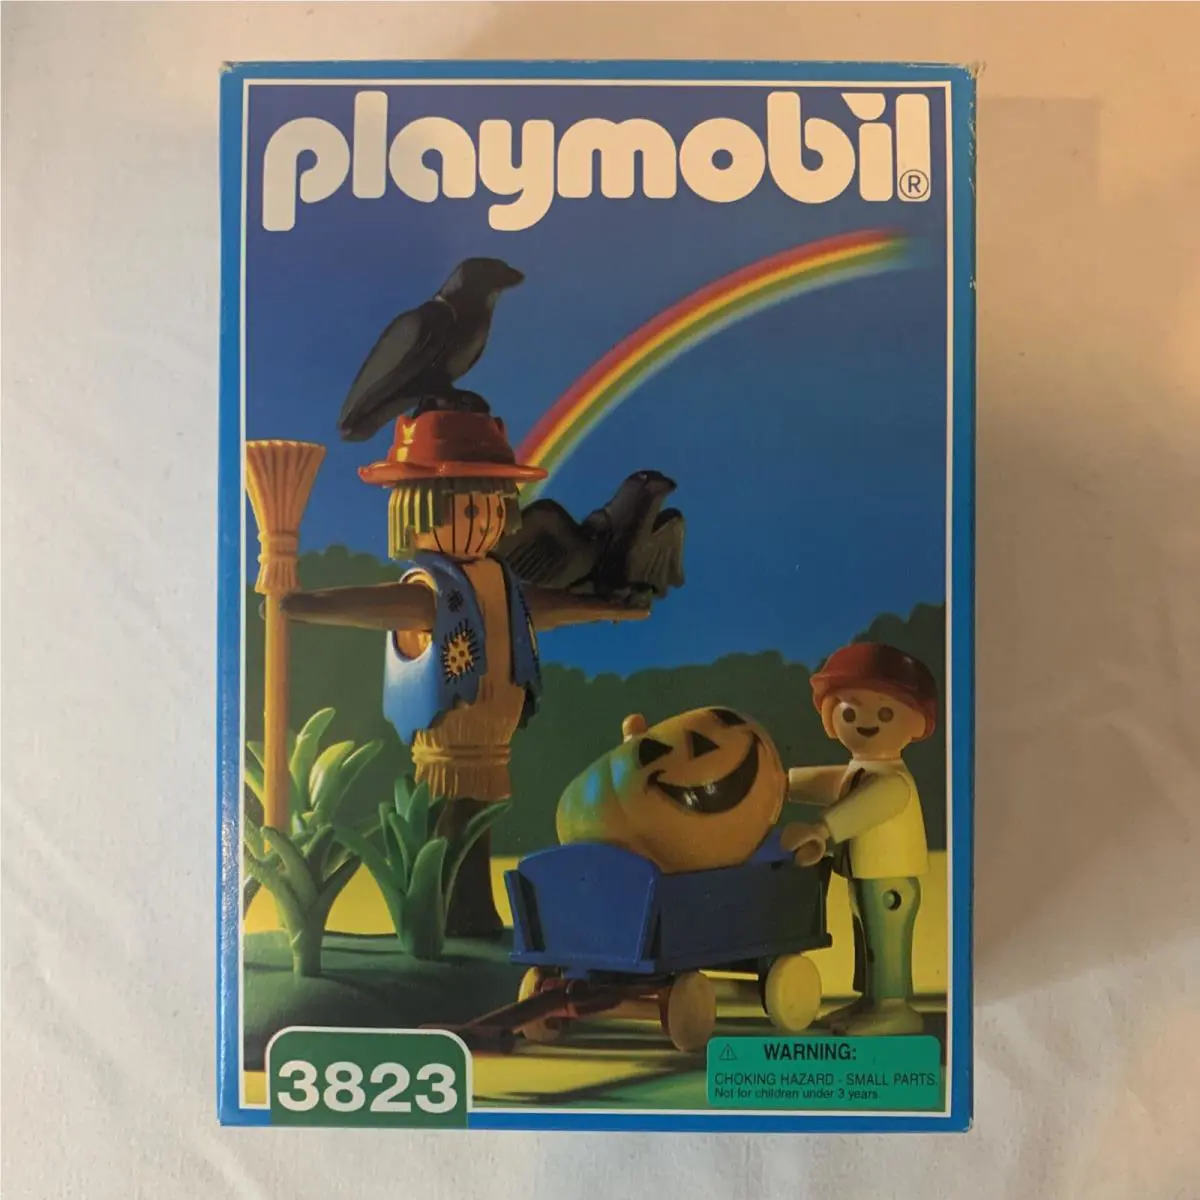 playmobil®
3823
⚠ WARNING:
CHOKING HAZARD - SMALL PARTS.
Not for children under 3 years